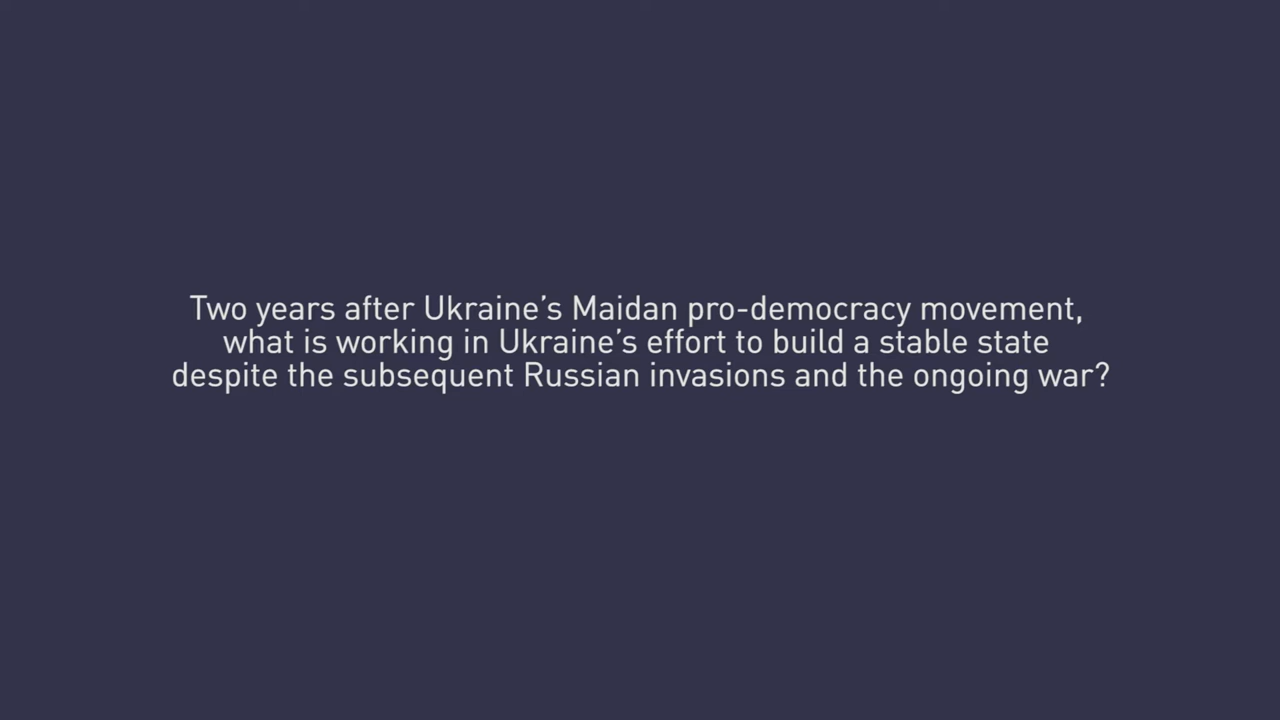 Two years after Ukraine’s Maidan pro-democracy movement,
what is working in Ukraine’s effort to build a stable state
despite the subsequent Russian invasions and the ongoing war?